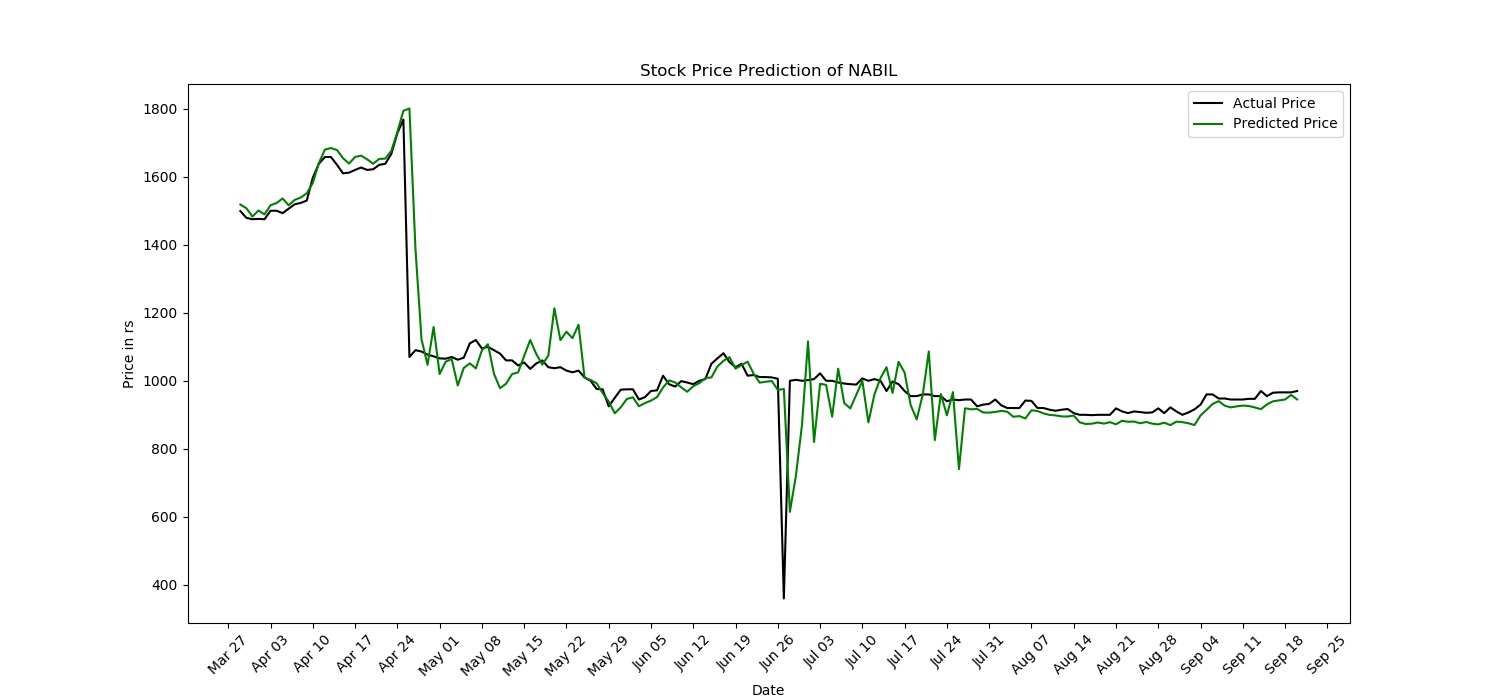 Stock Price Prediction of NABIL
Actual Price
Predicted Price
1800
1600
1400
1200
1000
800
600
400
Price in rs
Mar 27
Apr 03
Apr 10
Apr 17
Apr 24
May 01
May 08
May 15
May 22
May 29
Jun 05
Jun 12
Jun 19
Jun 26
Jul 03
Jul 10
Jul 17
Jul 24
Jul 31
Aug 07
Aug 14
Aug 21
Aug 28
Sep 04
Sep 11
Sep 18
Sep 25
Date